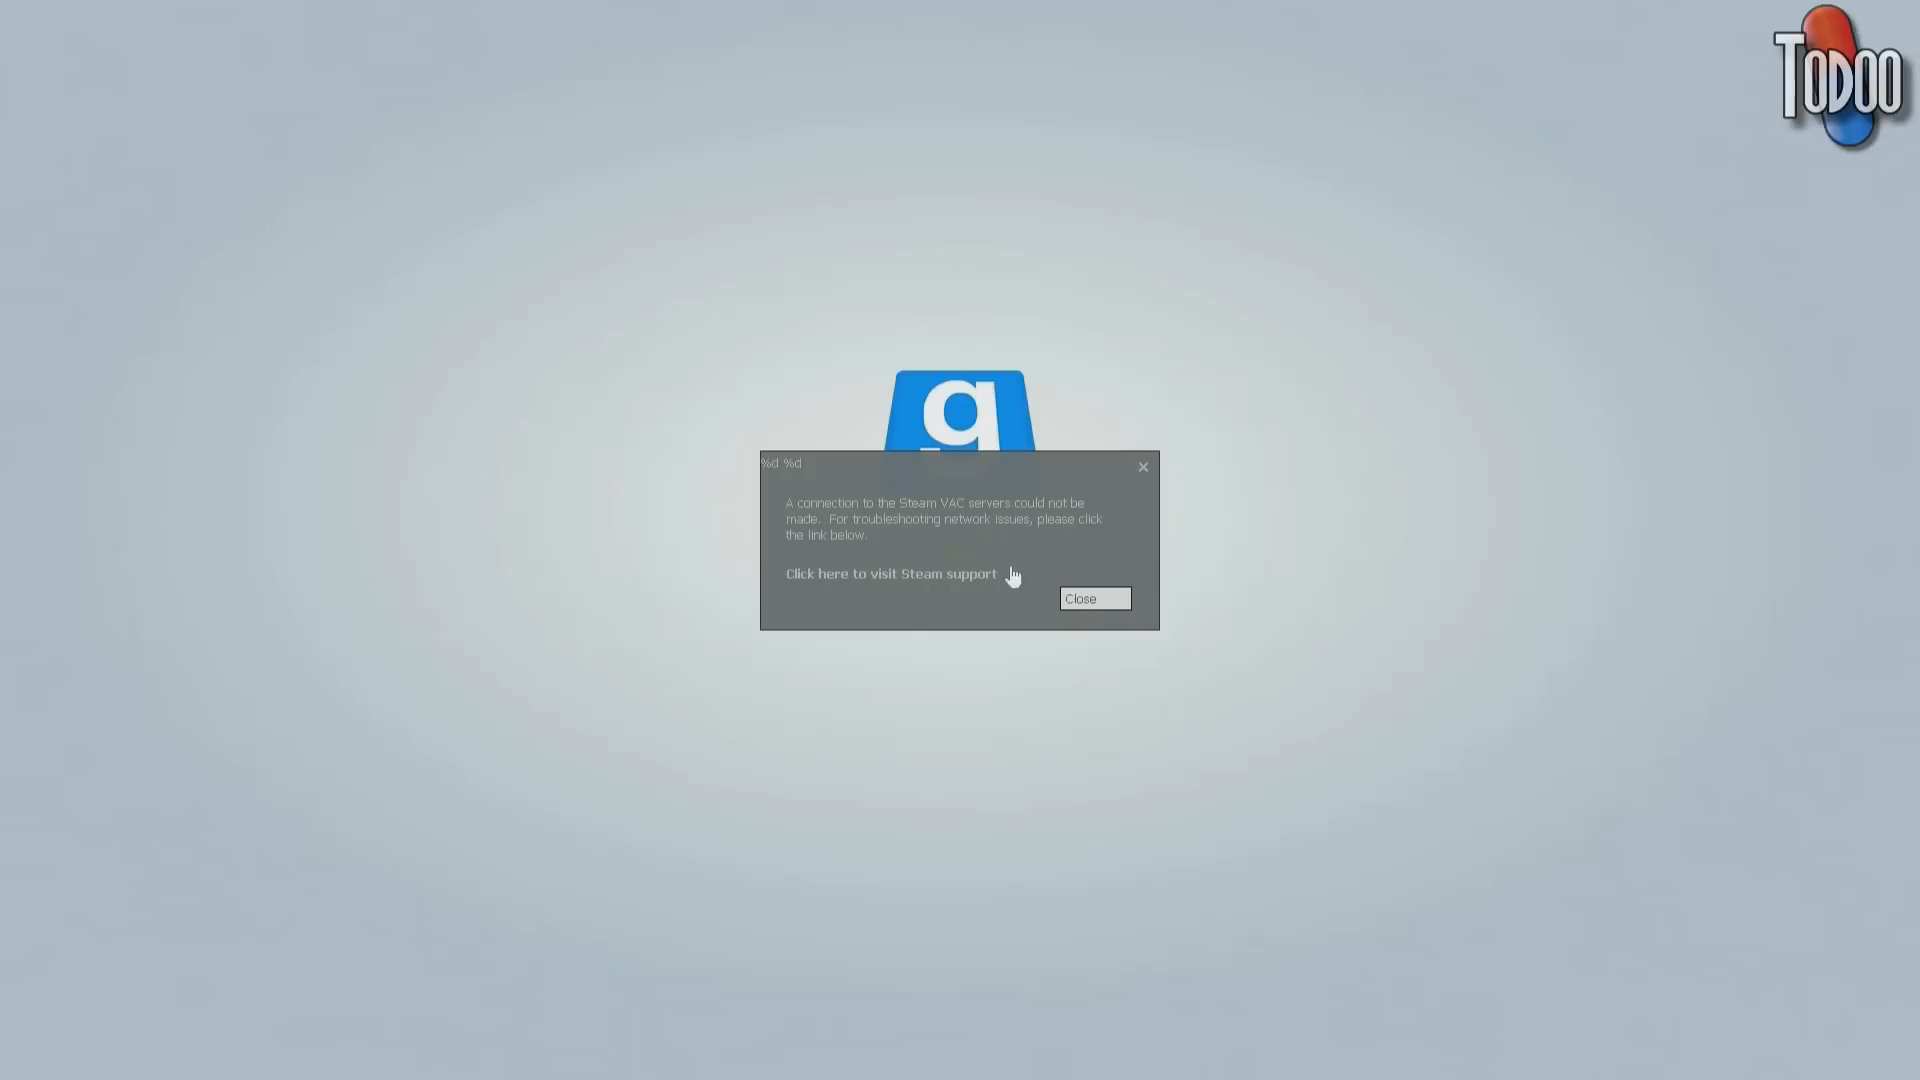 TODOO
g
%d %d
A connection to the Steam VAC servers could not be
made.  For troubleshooting network issues, please click
the link below.
Click here to visit Steam support
Close